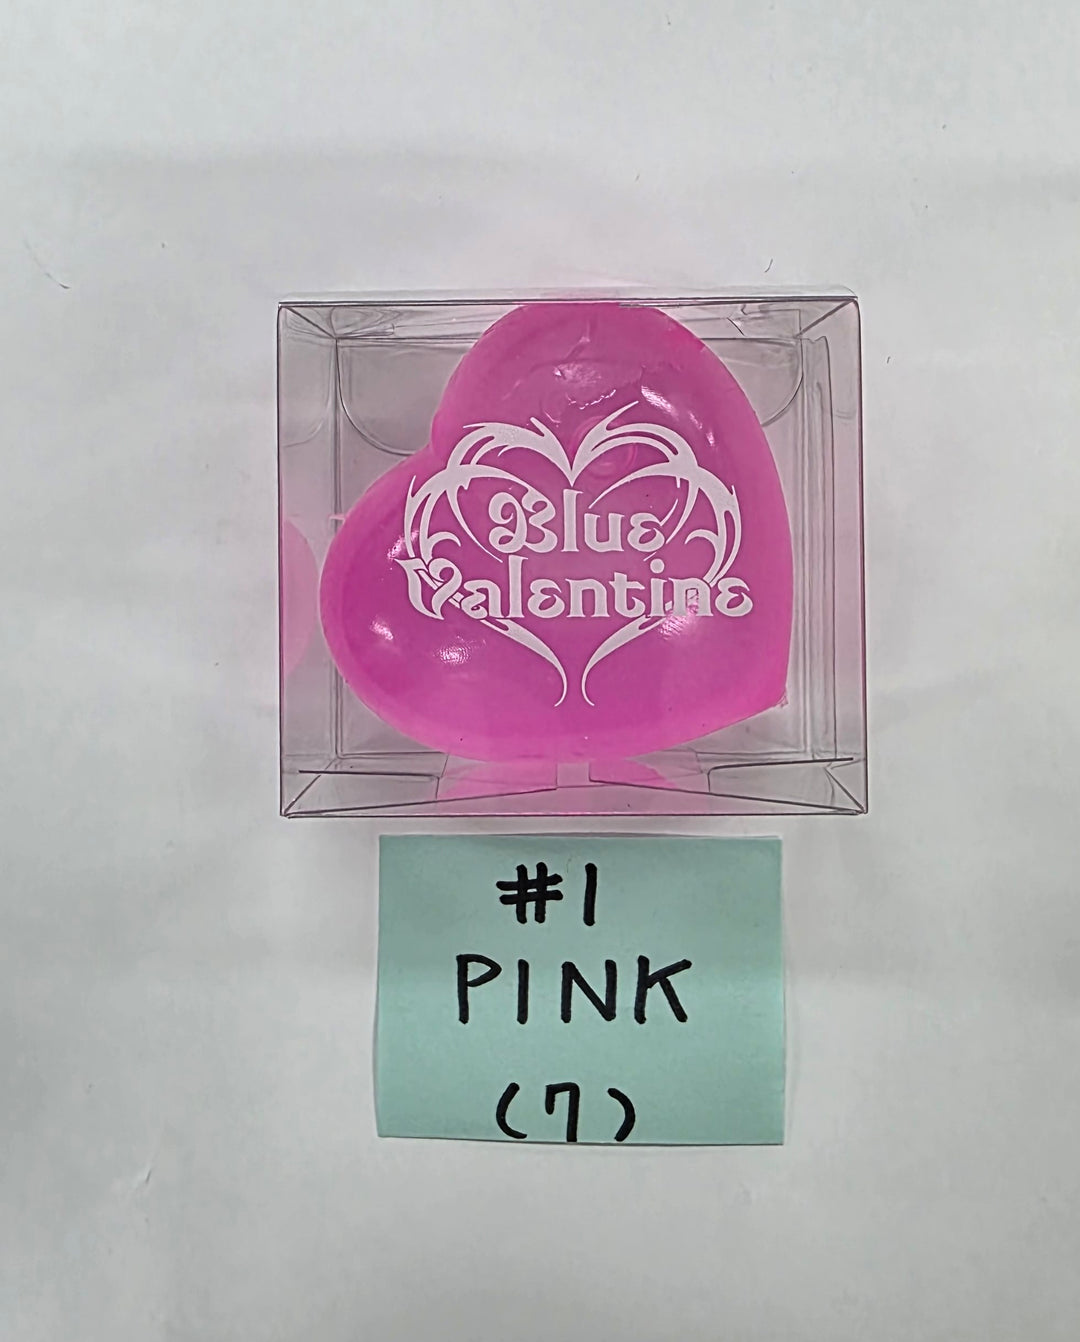 Blue
Valentine
#1
PINK
(7)